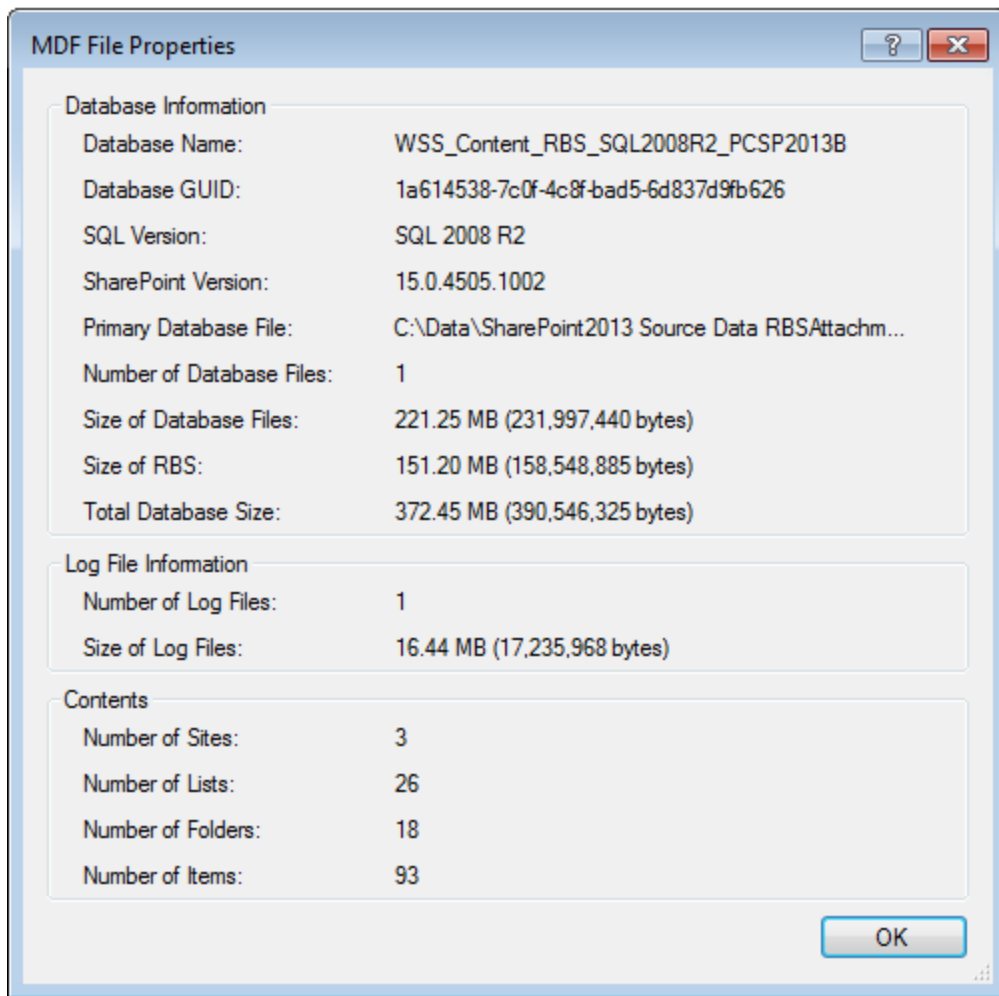 MDF File Properties
Database Information
Database Name: WSS_Content_RBS_SQL2008R2_PCSP2013B
Database GUID: 1a614538-7c0f-4c8f-bad5-6d837d9fb626
SQL Version: SQL 2008 R2
SharePoint Version: 15.0.4505.1002
Primary Database File: C:\Data\SharePoint2013 Source Data RBSAttachm...
Number of Database Files: 1
Size of Database Files: 221.25 MB (231,997,440 bytes)
Size of RBS: 151.20 MB (158,548,885 bytes)
Total Database Size: 372.45 MB (390,546,325 bytes)
Log File Information
Number of Log Files: 1
Size of Log Files: 16.44 MB (17,235,968 bytes)
Contents
Number of Sites: 3
Number of Lists: 26
Number of Folders: 18
Number of Items: 93
OK